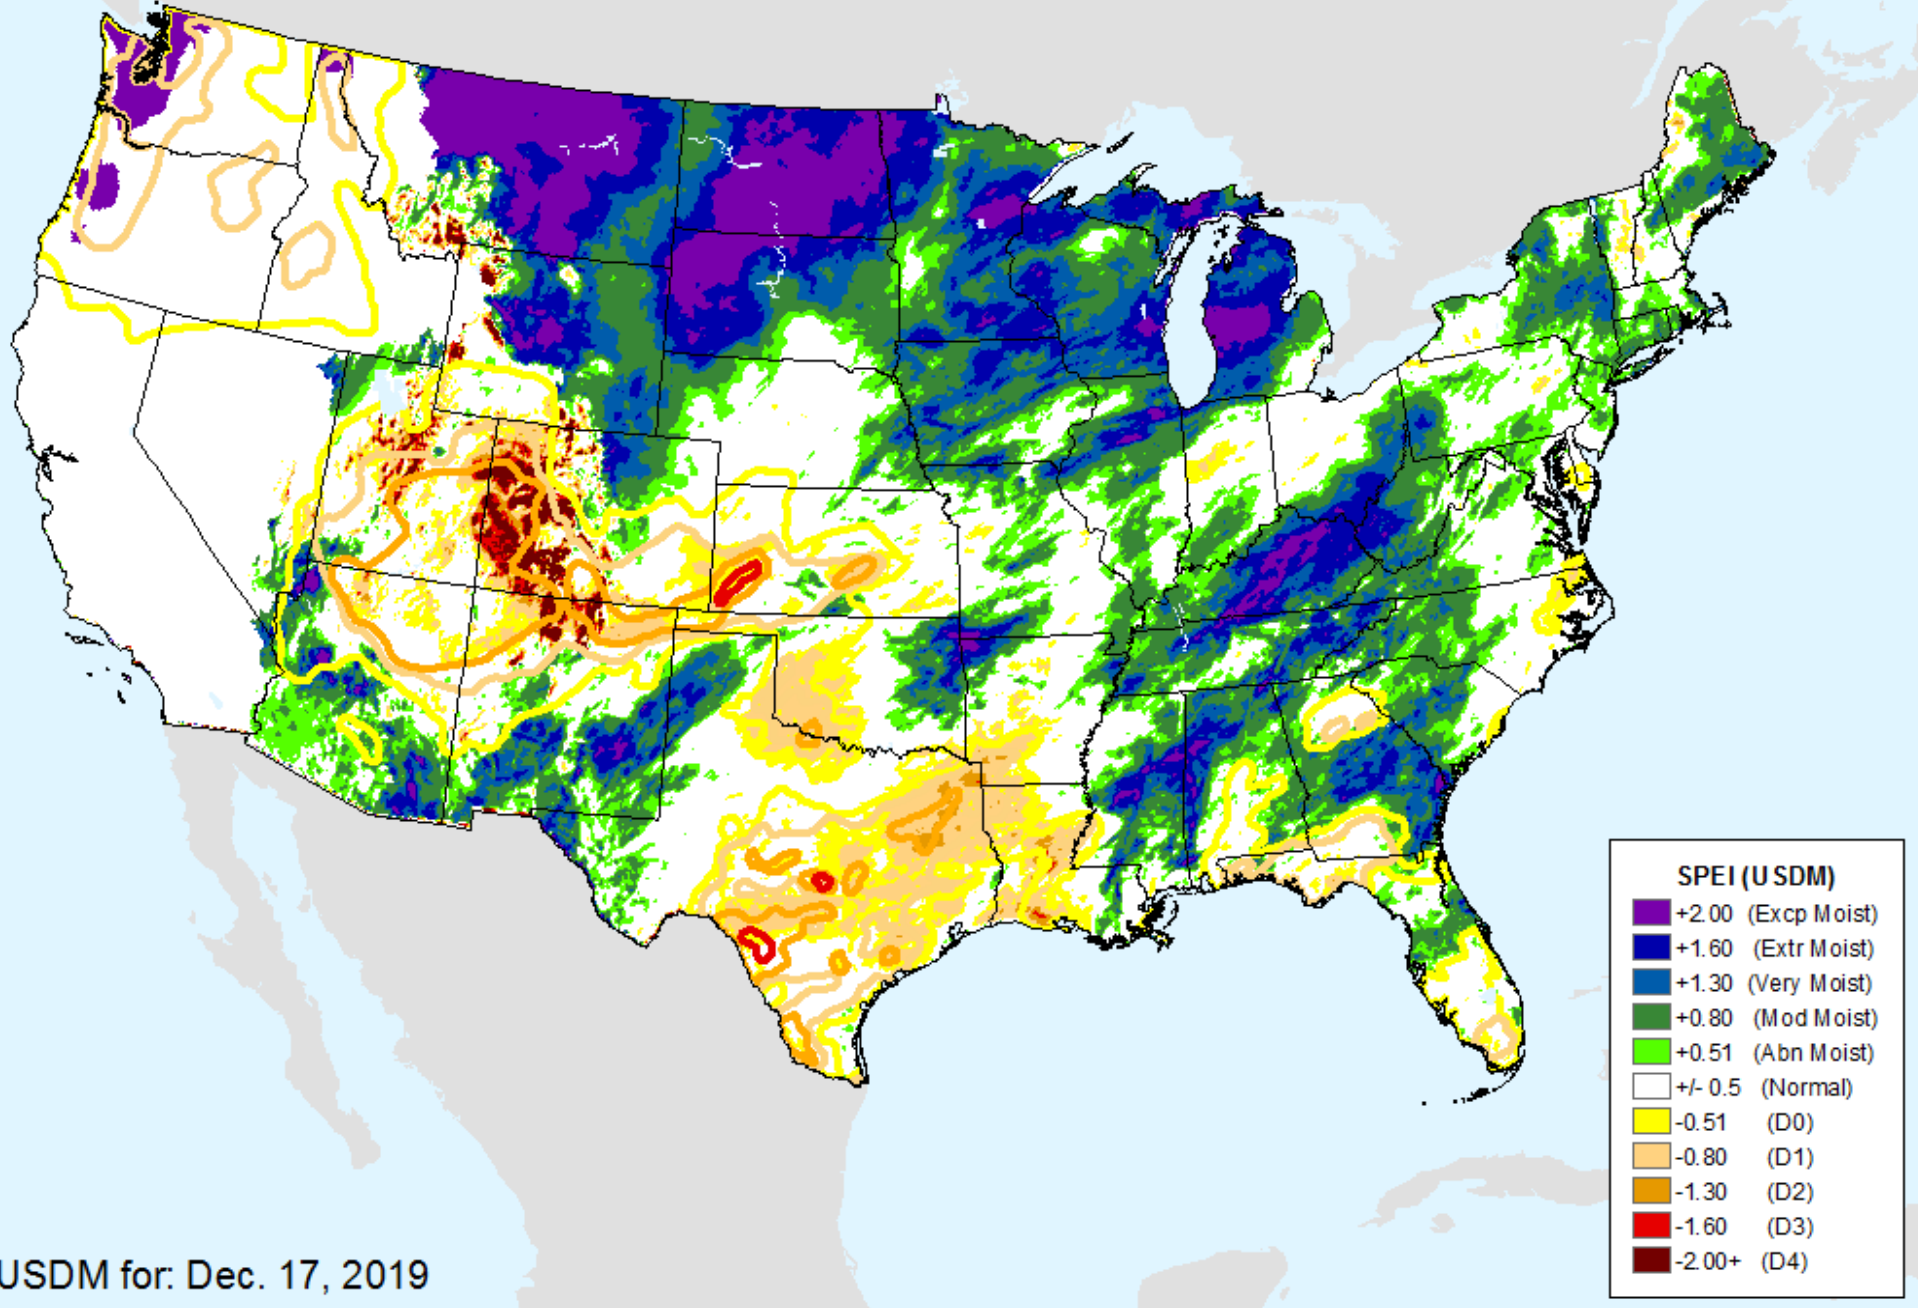 SPEI (USDM)
+2.00 (Excp Moist)
+1.60 (Extr Moist)
+1.30 (Very Moist)
+0.80 (Mod Moist)
+0.51 (Abn Moist)
+/- 0.5 (Normal)
-0.51 (D0)
-0.80 (D1)
-1.30 (D2)
-1.60 (D3)
-2.00+ (D4)
USDM for: Dec. 17, 2019